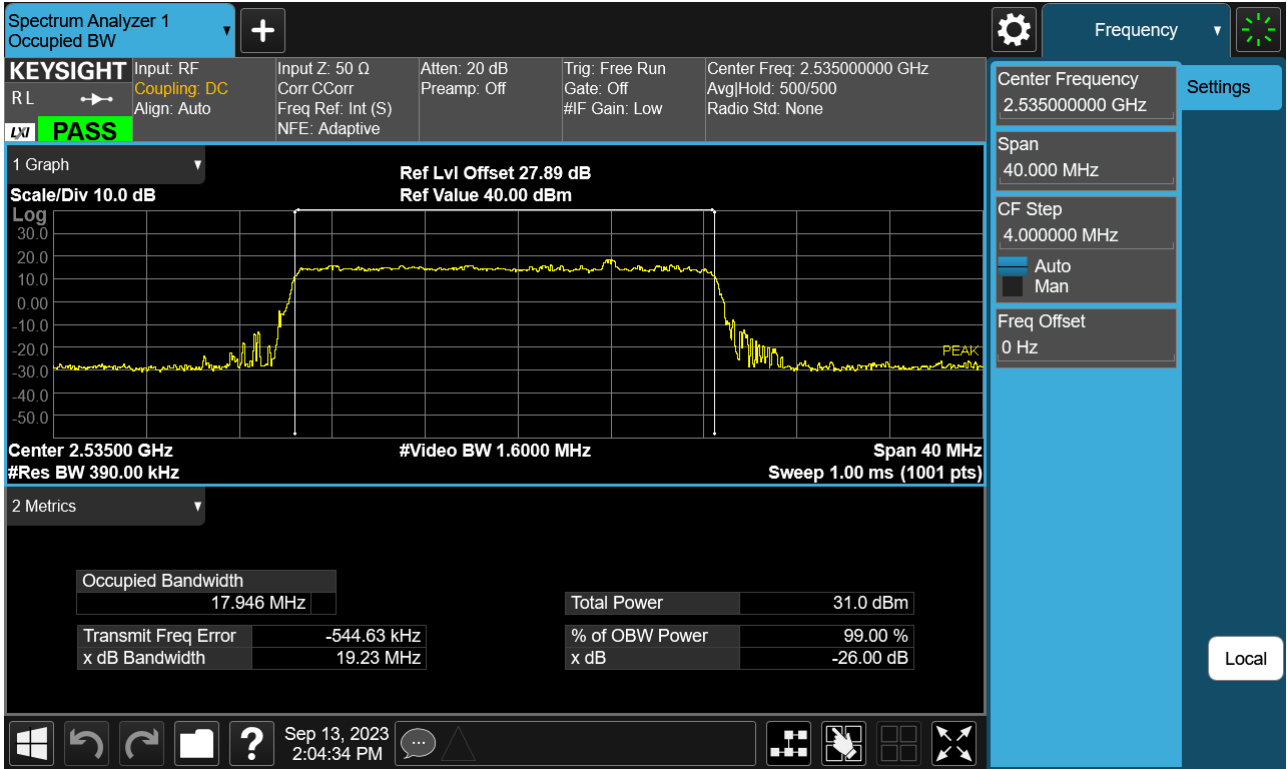 Spectrum Analyzer 1
Occupied BW
▼
+
Frequency
▼
KEYSIGHT
R L
LXI PASS
Input: RF
Coupling: DC
Align: Auto
Input Z: 50 Ω
Corr CCorr
Freq Ref: Int (S)
NFE: Adaptive
Atten: 20 dB
Preamp: Off
Trig: Free Run
Gate: Off
#IF Gain: Low
Center Freq: 2.535000000 GHz
Avg|Hold: 500/500
Radio Std: None
1 Graph ▼
Scale/Div 10.0 dB
Ref Lvl Offset 27.89 dB
Ref Value 40.00 dBm
Log
30.0
20.0
10.0
0.00
-10.0
-20.0
-30.0
-40.0
-50.0
PEAK
Center 2.53500 GHz
#Video BW 1.6000 MHz
Span 40 MHz
#Res BW 390.00 kHz
Sweep 1.00 ms (1001 pts)
2 Metrics ▼
Occupied Bandwidth
17.946 MHz
Total Power 31.0 dBm
Transmit Freq Error -544.63 kHz
% of OBW Power 99.00 %
x dB Bandwidth 19.23 MHz
x dB -26.00 dB
Center Frequency
2.535000000 GHz
Span
40.000 MHz
CF Step
4.000000 MHz
Auto
Man
Freq Offset
0 Hz
Settings
Local
?
Sep 13, 2023
2:04:34 PM